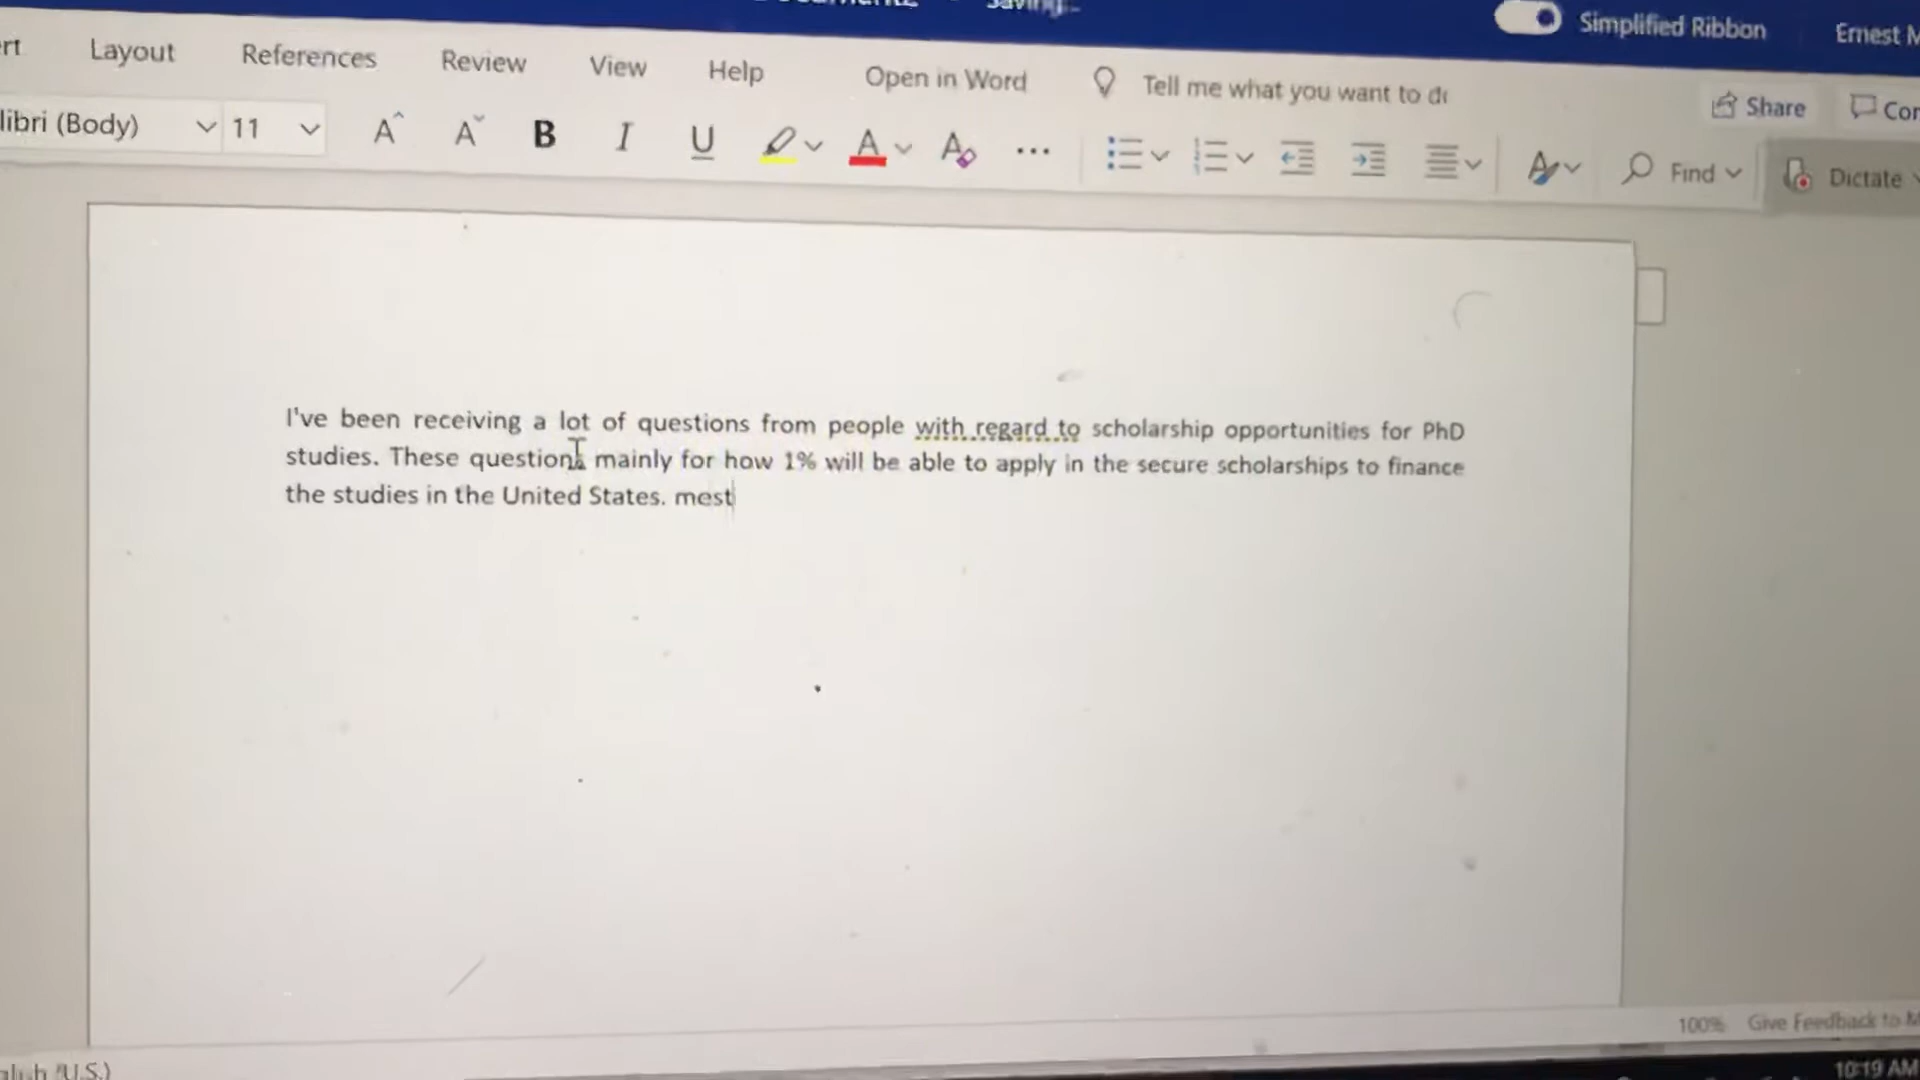 Simplified Ribbon
Ernest M
rt Layout References Review View Help Open in Word Tell me what you want to d
Share
libri (Body) 11 A A B I U A A ... Find Dictate
I've been receiving a lot of questions from people with regard to scholarship opportunities for PhD
studies. These question mainly for how 1% will be able to apply in the secure scholarships to finance
the studies in the United States. mest
100% Give Feedback to M
10:19 AM